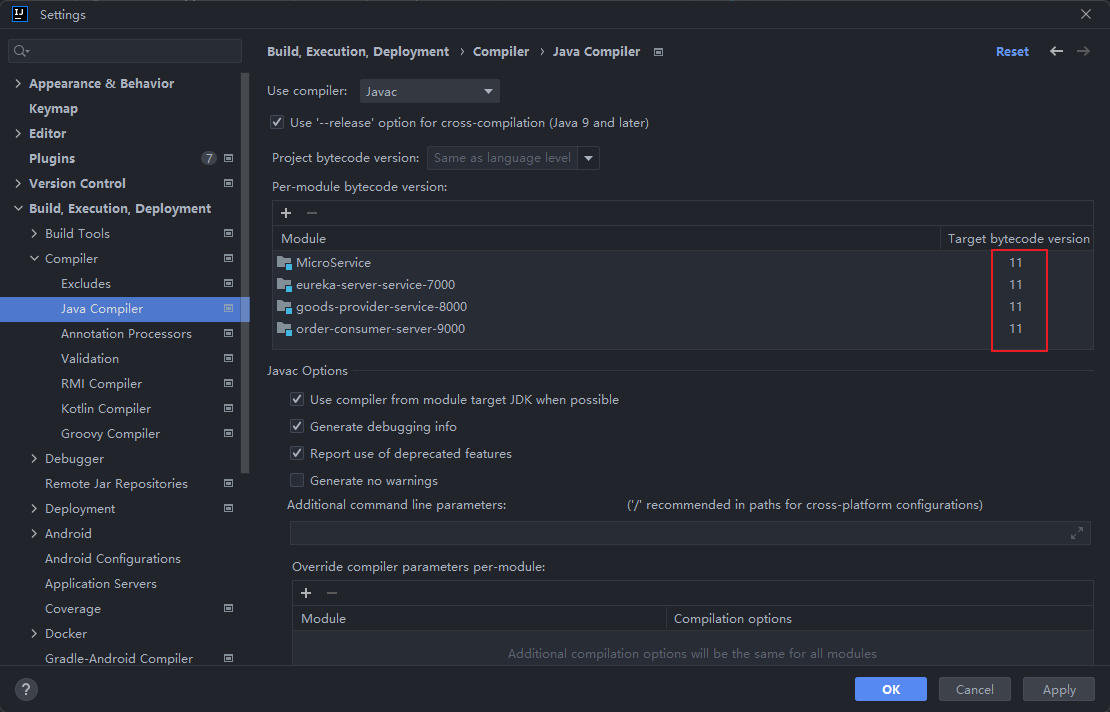 Settings
Appearance & Behavior
Keymap
Editor
Plugins 7
Version Control
Build, Execution, Deployment
Build Tools
Compiler
Excludes
Java Compiler
Annotation Processors
Validation
RMI Compiler
Kotlin Compiler
Groovy Compiler
Debugger
Remote Jar Repositories
Deployment
Android
Android Configurations
Application Servers
Coverage
Docker
Gradle-Android Compiler
Build, Execution, Deployment › Compiler › Java Compiler Reset
Use compiler: Javac
Use '--release' option for cross-compilation (Java 9 and later)
Project bytecode version: Same as language level
Per-module bytecode version:
+ −
Module Target bytecode version
MicroService 11
eureka-server-service-7000 11
goods-provider-service-8000 11
order-consumer-server-9000 11
Javac Options
Use compiler from module target JDK when possible
Generate debugging info
Report use of deprecated features
Generate no warnings
Additional command line parameters: ('/' recommended in paths for cross-platform configurations)
Override compiler parameters per-module:
+ −
Module Compilation options
Additional compilation options will be the same for all modules
? OK Cancel Apply